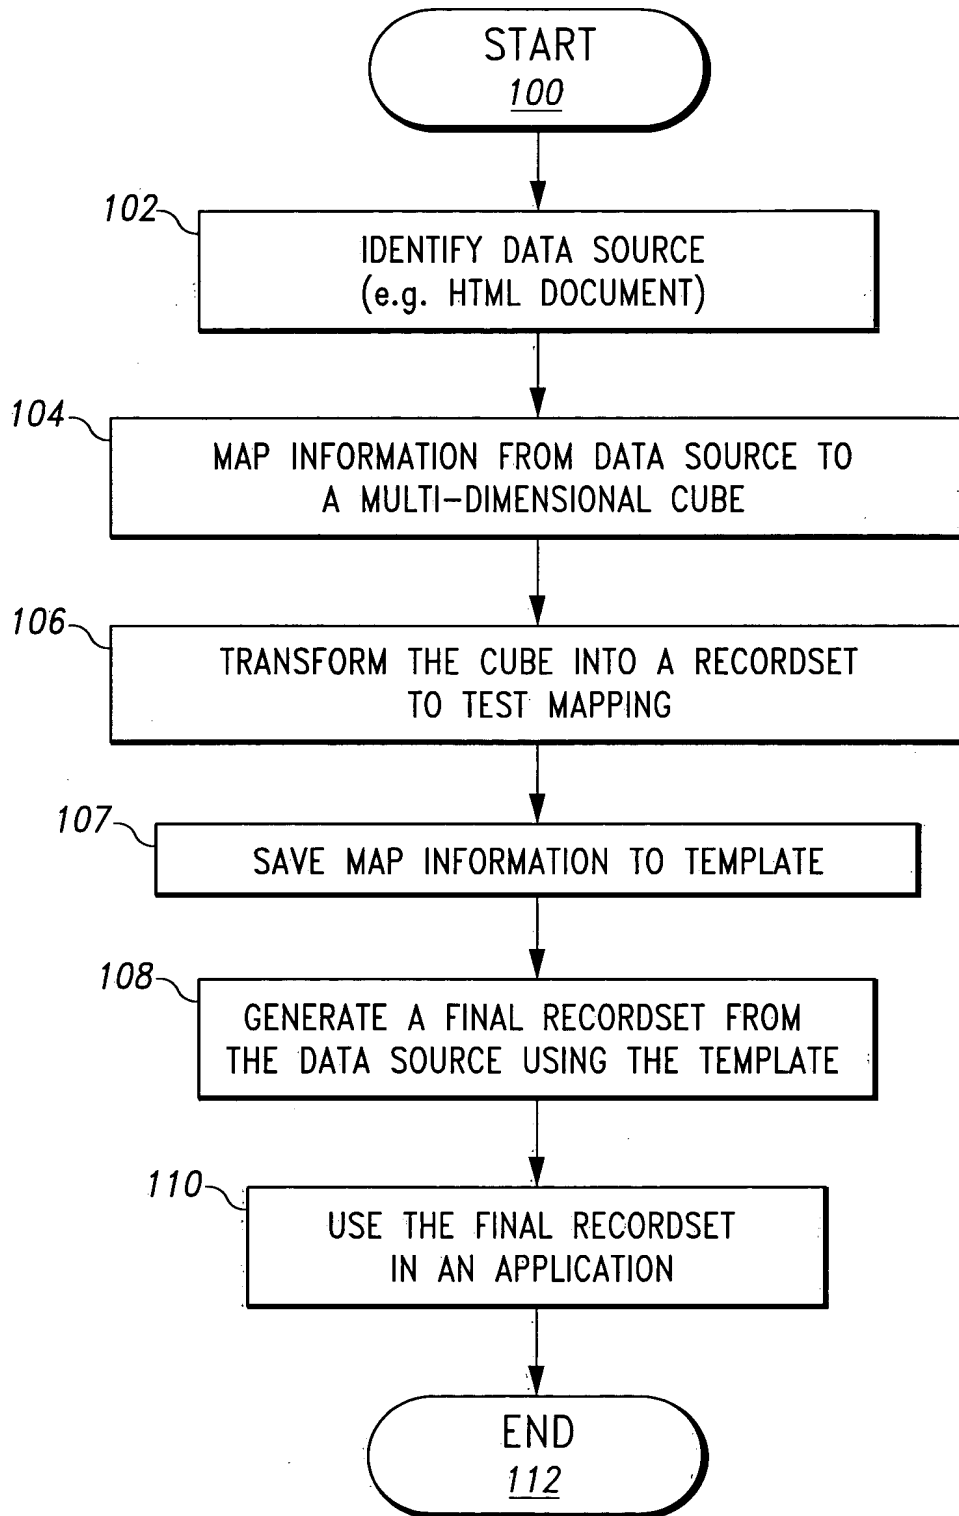 START
100
102
IDENTIFY DATA SOURCE
(e.g. HTML DOCUMENT)
104
MAP INFORMATION FROM DATA SOURCE TO
A MULTI-DIMENSIONAL CUBE
106
TRANSFORM THE CUBE INTO A RECORDSET
TO TEST MAPPING
107
SAVE MAP INFORMATION TO TEMPLATE
108
GENERATE A FINAL RECORDSET FROM
THE DATA SOURCE USING THE TEMPLATE
110
USE THE FINAL RECORDSET
IN AN APPLICATION
END
112